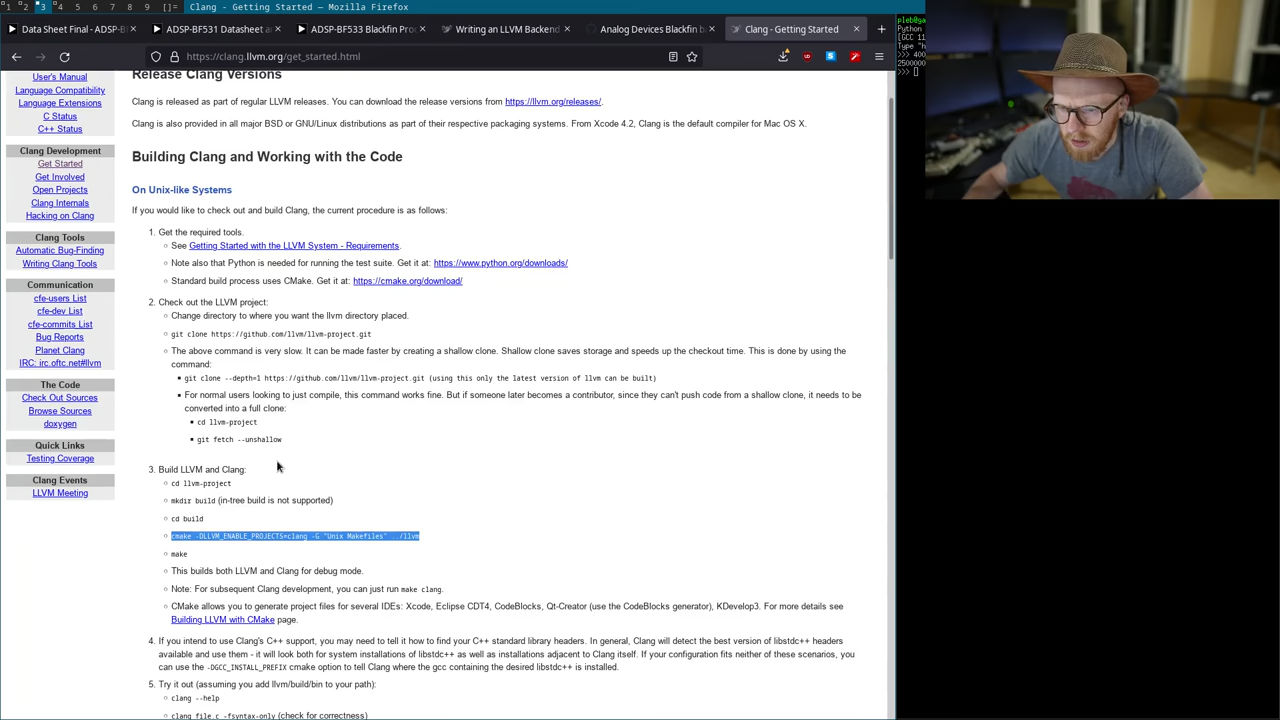 1 2 3 4 5 6 7 8 9 []= Clang - Getting Started — Mozilla Firefox
Data Sheet Final - ADSP-B
ADSP-BF531 Datasheet a
ADSP-BF533 Blackfin Pro
Writing an LLVM Backend
Analog Devices Blackfin b
Clang - Getting Started
https://clang.llvm.org/get_started.html
User's Manual
Language Compatibility
Language Extensions
C Status
C++ Status
Clang Development
Get Started
Get Involved
Open Projects
Clang Internals
Hacking on Clang
Clang Tools
Automatic Bug-Finding
Writing Clang Tools
Communication
cfe-users List
cfe-dev List
cfe-commits List
Bug Reports
Planet Clang
IRC: irc.oftc.net#llvm
The Code
Check Out Sources
Browse Sources
doxygen
Quick Links
Testing Coverage
Clang Events
LLVM Meeting
Release Clang Versions
Clang is released as part of regular LLVM releases. You can download the release versions from https://llvm.org/releases/.
Clang is also provided in all major BSD or GNU/Linux distributions as part of their respective packaging systems. From Xcode 4.2, Clang is the default compiler for Mac OS X.
Building Clang and Working with the Code
On Unix-like Systems
If you would like to check out and build Clang, the current procedure is as follows:
1. Get the required tools.
See Getting Started with the LLVM System - Requirements.
Note also that Python is needed for running the test suite. Get it at: https://www.python.org/downloads/
Standard build process uses CMake. Get it at: https://cmake.org/download/
2. Check out the LLVM project:
Change directory to where you want the llvm directory placed.
git clone https://github.com/llvm/llvm-project.git
The above command is very slow. It can be made faster by creating a shallow clone. Shallow clone saves storage and speeds up the checkout time. This is done by using the
command:
git clone --depth=1 https://github.com/llvm/llvm-project.git (using this only the latest version of llvm can be built)
For normal users looking to just compile, this command works fine. But if someone later becomes a contributor, since they can't push code from a shallow clone, it needs to be
converted into a full clone:
cd llvm-project
git fetch --unshallow
3. Build LLVM and Clang:
cd llvm-project
mkdir build (in-tree build is not supported)
cd build
cmake -DLLVM_ENABLE_PROJECTS=clang -G "Unix Makefiles" ../llvm
make
This builds both LLVM and Clang for debug mode.
Note: For subsequent Clang development, you can just run make clang.
CMake allows you to generate project files for several IDEs: Xcode, Eclipse CDT4, CodeBlocks, Qt-Creator (use the CodeBlocks generator), KDevelop3. For more details see
Building LLVM with CMake page.
4. If you intend to use Clang's C++ support, you may need to tell it how to find your C++ standard library headers. In general, Clang will detect the best version of libstdc++ headers
available and use them - it will look both for system installations of libstdc++ as well as installations adjacent to Clang itself. If your configuration fits neither of these scenarios, you
can use the -DGCC_INSTALL_PREFIX cmake option to tell Clang where the gcc containing the desired libstdc++ is installed.
5. Try it out (assuming you add llvm/build/bin to your path):
clang --help
clang file.c -fsyntax-only (check for correctness)
pleb@ga
Python
[GCC 11
Type "h
>>> 400
2500000
>>>